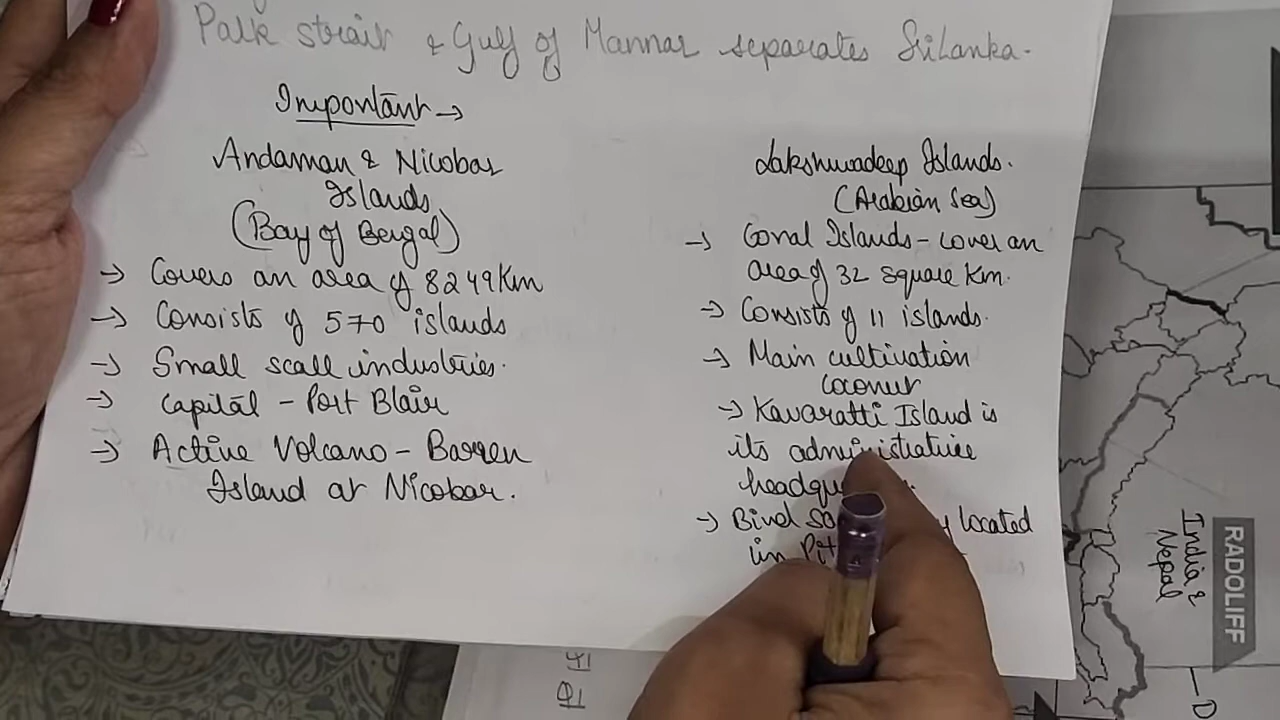 Palk strait & Gulf of Mannar separates SriLanka.
Important →
Andaman & Nicobar
Islands
(Bay of Bengal)
→ Covers an area of 8249Km
→ Consists of 570 islands
→ Small scall industries.
→ Capital - Port Blair
→ Active Volcano - Barren
Island at Nicobar.
Lakshwadeep Islands.
(Arabian Sea)
→ Coral Islands - cover an
area of 32 square Km.
→ Consists of 11 islands.
→ Main cultivation
coconut
→ Kavaratti Island is
its administrative
→ Bird located
in
India &
Nepal
RADOLIFF